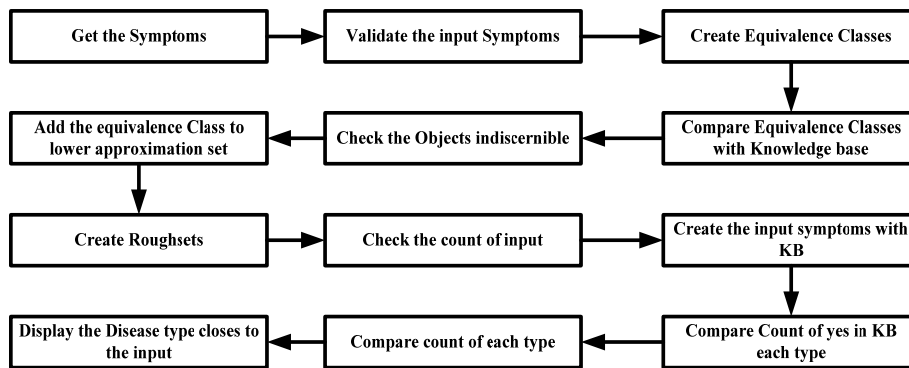 Get the Symptoms
Validate the input Symptoms
Create Equivalence Classes
Compare Equivalence Classes
with Knowledge base
Check the Objects indiscernible
Add the equivalence Class to
lower approximation set
Create Roughsets
Check the count of input
Create the input symptoms with
KB
Compare Count of yes in KB
each type
Compare count of each type
Display the Disease type closes to
the input